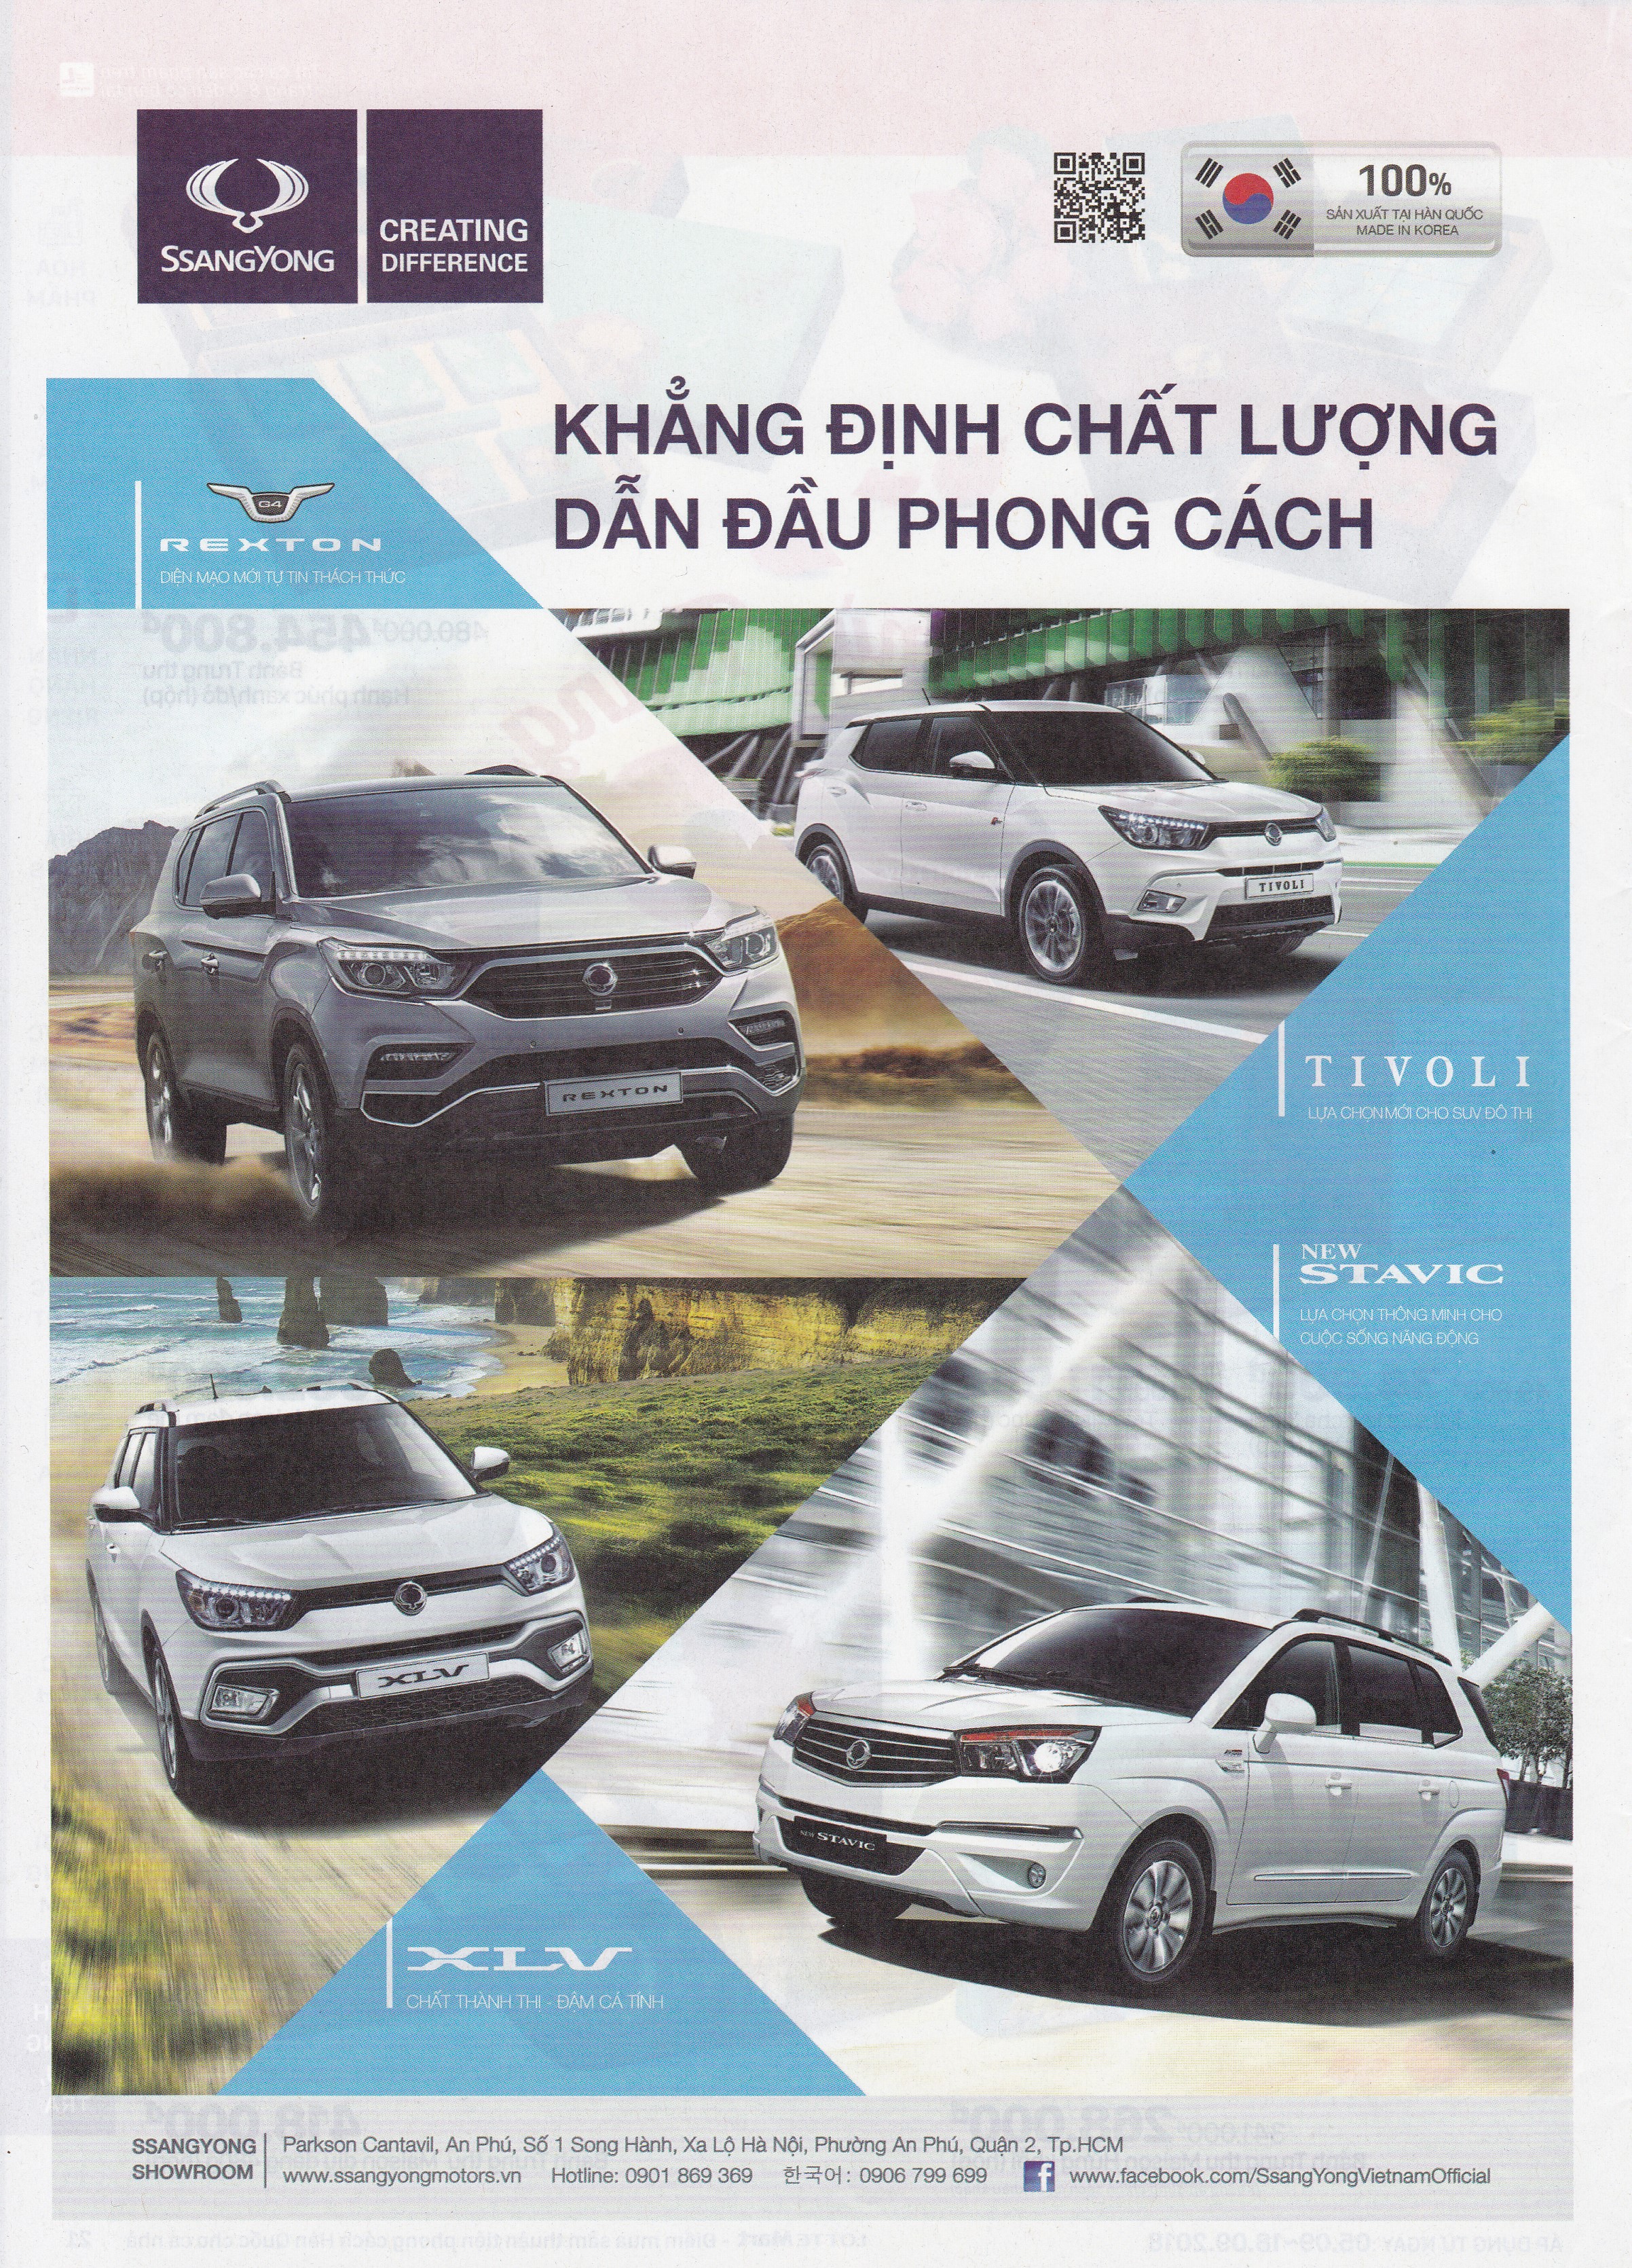 SSANGYONG
CREATING
DIFFERENCE
100%
SẢN XUẤT TẠI HÀN QUỐC
MADE IN KOREA
KHẲNG ĐỊNH CHẤT LƯỢNG
DẪN ĐẦU PHONG CÁCH
G4
REXTON
DIỆN MẠO MỚI TỰ TIN THÁCH THỨC
TIVOLI
REXTON
TIVOLI
LỰA CHỌN MỚI CHO SUV ĐÔ THỊ
NEW
STAVIC
LỰA CHỌN THÔNG MINH CHO
CUỘC SỐNG NĂNG ĐỘNG
XLV
NEW STAVIC
XLV
CHẤT THÀNH THỊ - ĐẬM CÁ TÍNH
SSANGYONG
SHOWROOM
Parkson Cantavil, An Phú, Số 1 Song Hành, Xa Lộ Hà Nội, Phường An Phú, Quận 2, Tp.HCM
www.ssangyongmotors.vn Hotline: 0901 869 369 한국어: 0906 799 699 f www.facebook.com/SsangYongVietnamOfficial